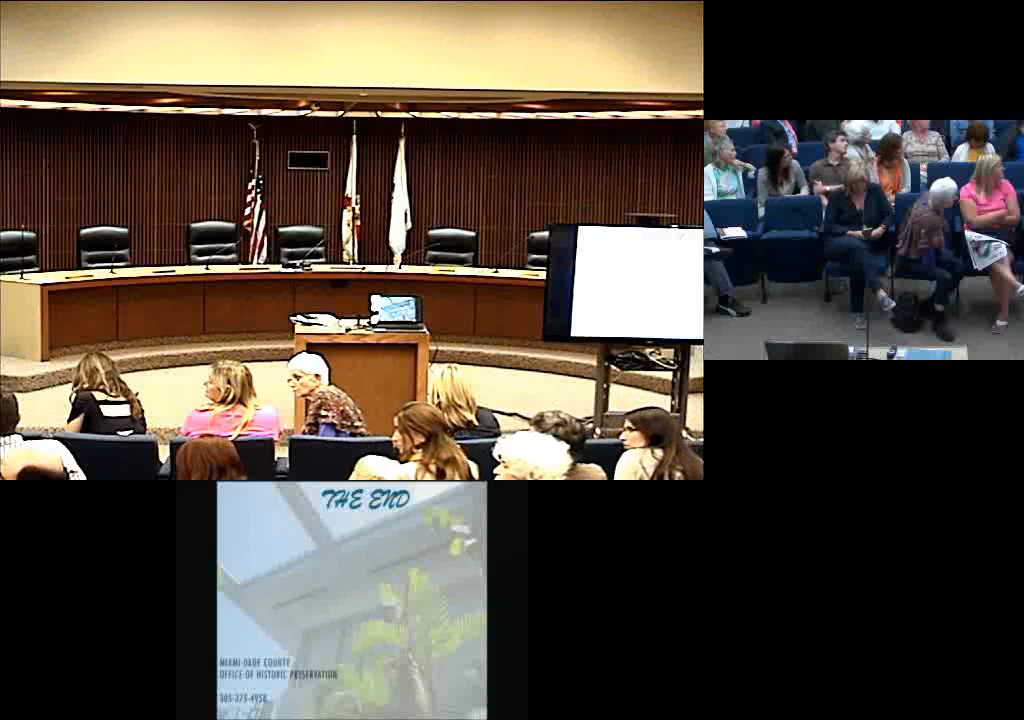 THE END
MIAMI-DADE COUNTY
OFFICE OF HISTORIC PRESERVATION
305-375-4958